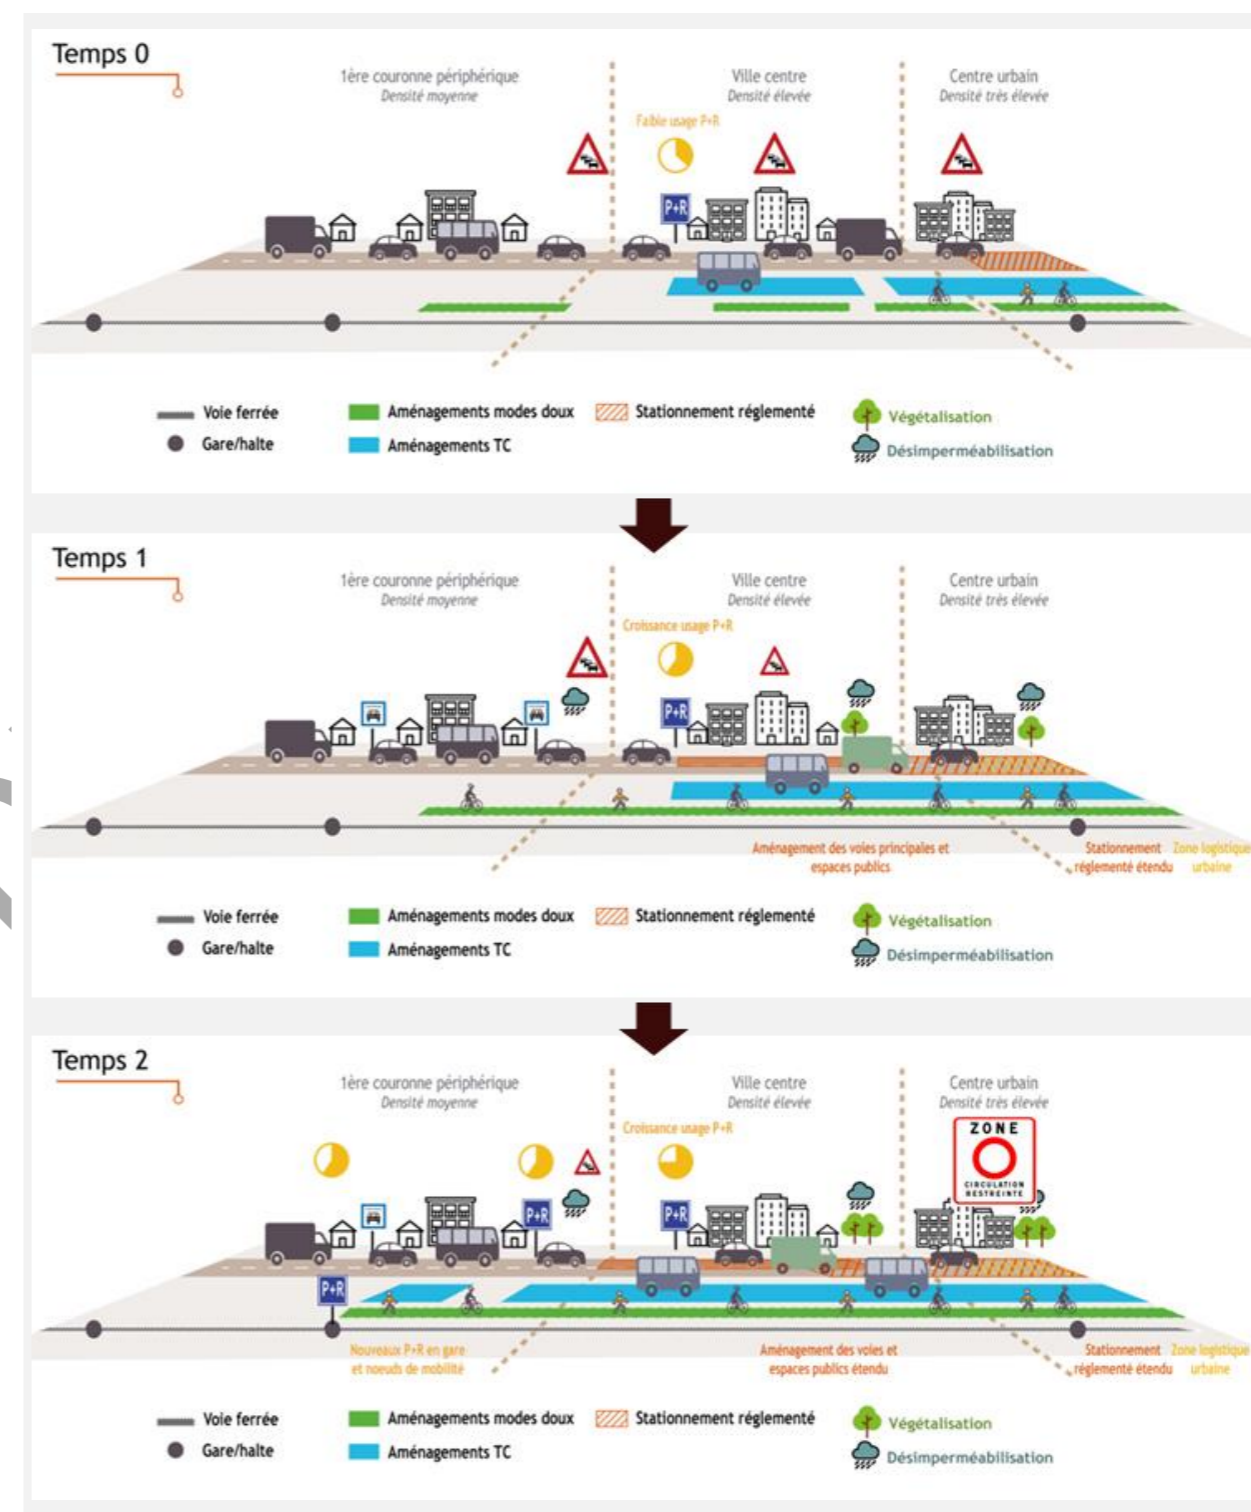 Temps 0
1ère couronne périphérique
Densité moyenne
Ville centre
Densité élevée
Centre urbain
Densité très élevée
Faible usage P+R
P+R
Voie ferrée
Aménagements modes doux
Stationnement réglementé
Végétalisation
Gare/halte
Aménagements TC
Désimperméabilisation
Temps 1
1ère couronne périphérique
Densité moyenne
Ville centre
Densité élevée
Centre urbain
Densité très élevée
Croissance usage P+R
P+R
Aménagement des voies principales et
espaces publics
Stationnement
réglementé étendu
Zone logistique
urbaine
Voie ferrée
Aménagements modes doux
Stationnement réglementé
Végétalisation
Gare/halte
Aménagements TC
Désimperméabilisation
Temps 2
1ère couronne périphérique
Densité moyenne
Ville centre
Densité élevée
Centre urbain
Densité très élevée
Croissance usage P+R
ZONE
CIRCULATION
RESTREINTE
P+R
P+R
P+R
Nouveaux P+R en gare
et noeuds de mobilité
Aménagement des voies et
espaces publics étendu
Stationnement
réglementé étendu
Zone logistique
urbaine
Voie ferrée
Aménagements modes doux
Stationnement réglementé
Végétalisation
Gare/halte
Aménagements TC
Désimperméabilisation